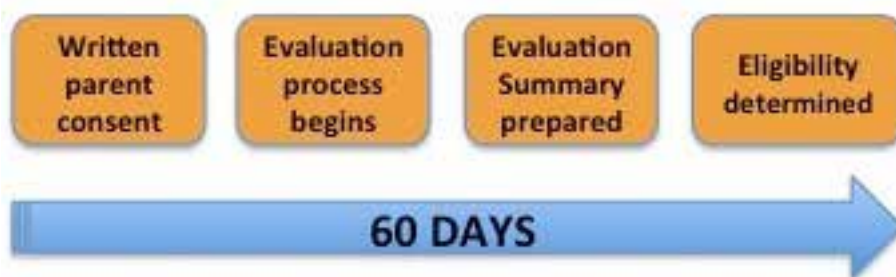 Written
parent
consent
Evaluation
process
begins
Evaluation
Summary
prepared
Eligibility
determined
60 DAYS